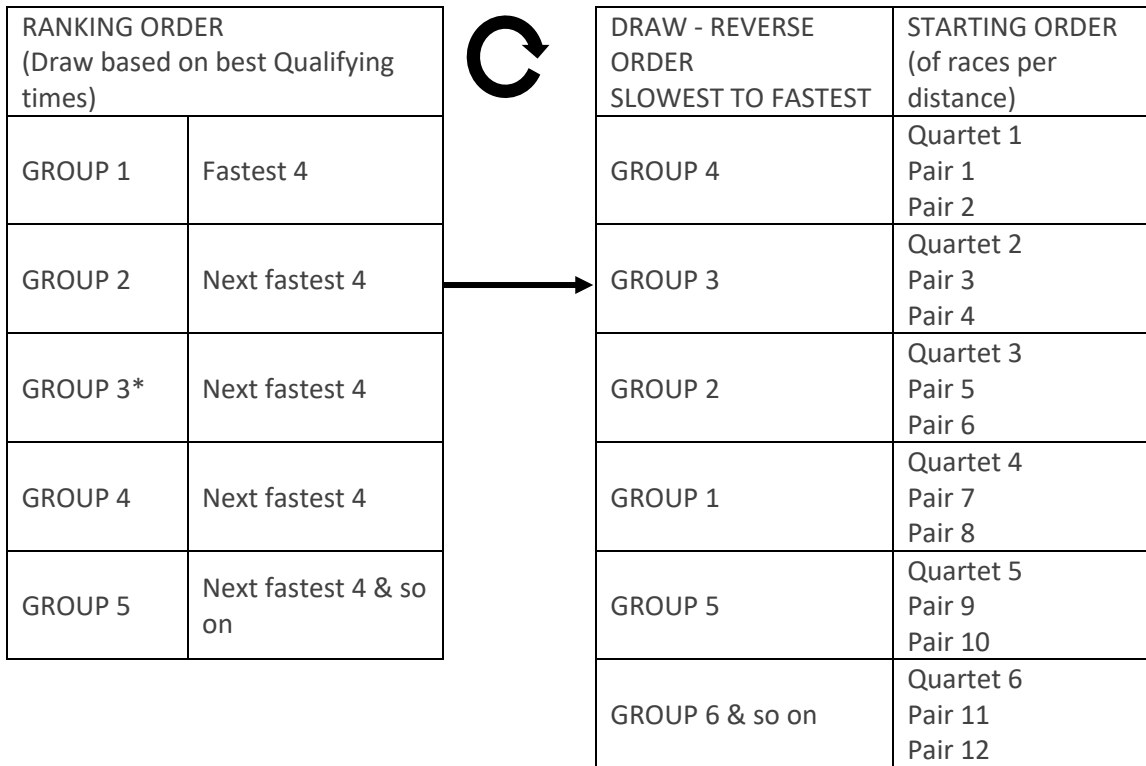 RANKING ORDER
(Draw based on best Qualifying
times)
GROUP 1
Fastest 4
GROUP 2
Next fastest 4
GROUP 3*
Next fastest 4
GROUP 4
Next fastest 4
GROUP 5
Next fastest 4 & so
on
DRAW - REVERSE
ORDER
SLOWEST TO FASTEST
STARTING ORDER
(of races per
distance)
GROUP 4
Quartet 1
Pair 1
Pair 2
GROUP 3
Quartet 2
Pair 3
Pair 4
GROUP 2
Quartet 3
Pair 5
Pair 6
GROUP 1
Quartet 4
Pair 7
Pair 8
GROUP 5
Quartet 5
Pair 9
Pair 10
GROUP 6 & so on
Quartet 6
Pair 11
Pair 12